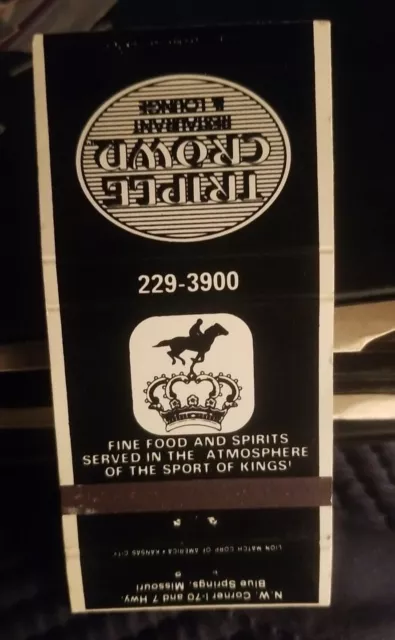 TRIPLE
CROWN
RESTAURANT
& LOUNGE
229-3900
FINE FOOD AND SPIRITS
SERVED IN THE ATMOSPHERE
OF THE SPORT OF KINGS!
LION MATCH CORP OF AMERICA • KANSAS CITY
N.W. Corner I-70 and 7 Hwy.
Blue Springs, Missouri